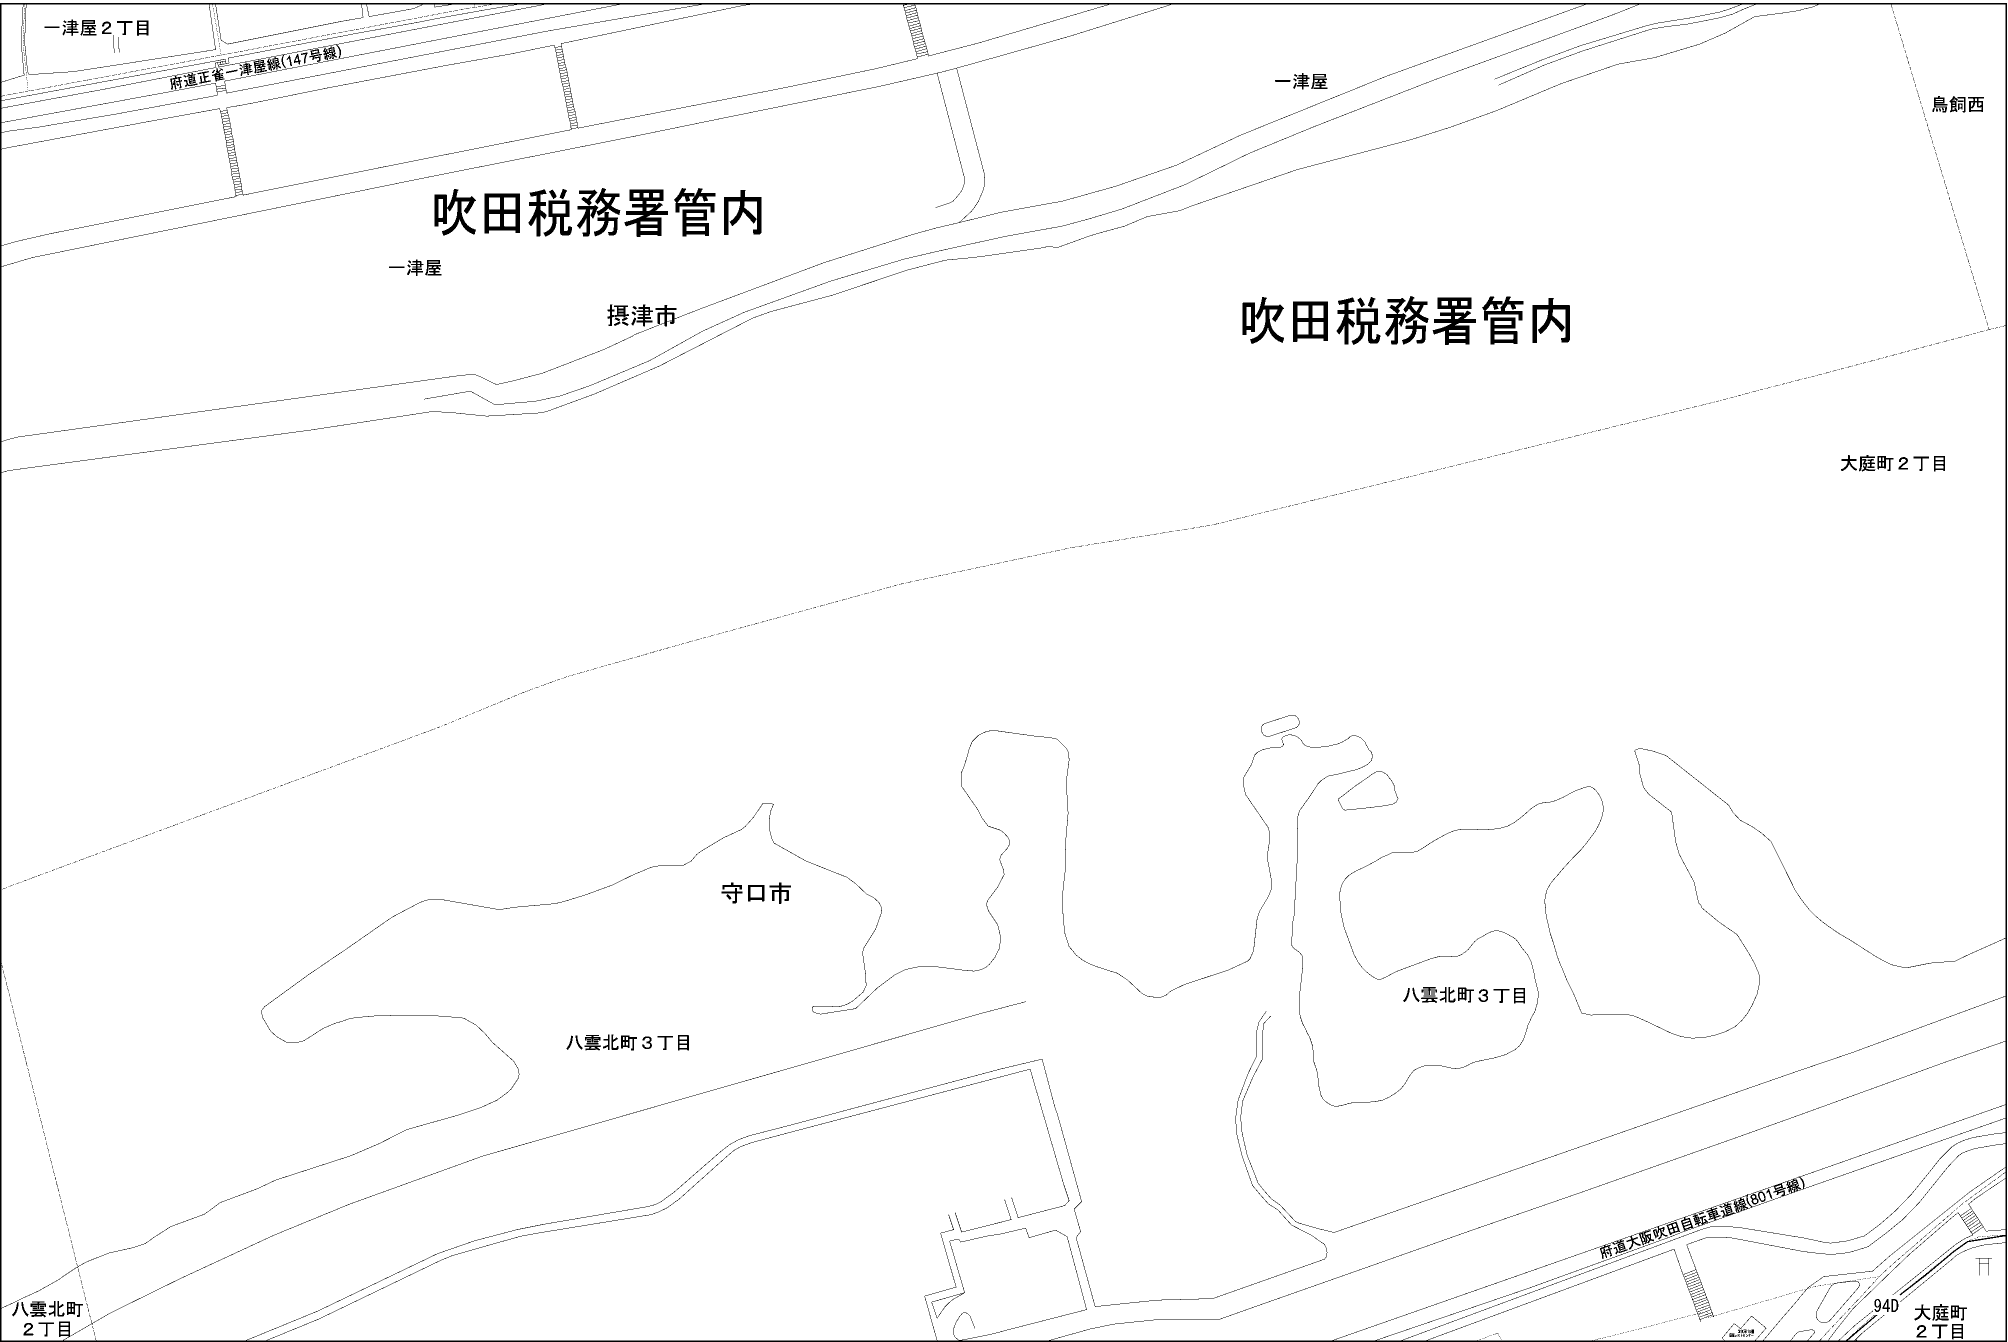 一津屋２丁目
府道正雀一津屋線(147号線)
一津屋
鳥飼西
吹田税務署管内
一津屋
摂津市
吹田税務署管内
大庭町２丁目
守口市
八雲北町３丁目
八雲北町３丁目
府道大阪吹田自転車道線(801号線)
八雲北町
２丁目
94D
大庭町
２丁目